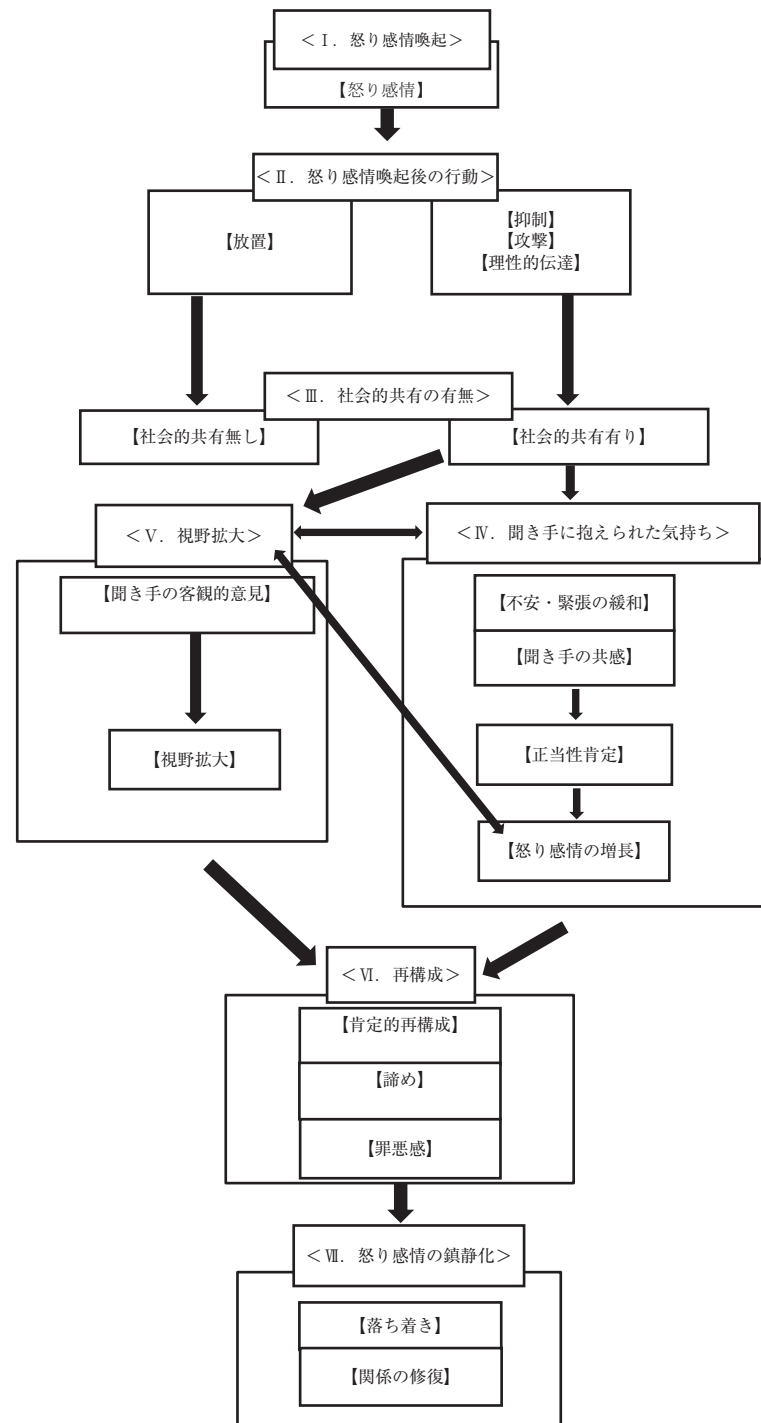 ＜Ⅰ．怒り感情喚起＞
【怒り感情】
＜Ⅱ．怒り感情喚起後の行動＞
【放置】
【抑制】
【攻撃】
【理性的伝達】
＜Ⅲ．社会的共有の有無＞
【社会的共有無し】
【社会的共有有り】
＜Ⅴ．視野拡大＞
＜Ⅳ．聞き手に抱えられた気持ち＞
【聞き手の客観的意見】
【視野拡大】
【不安・緊張の緩和】
【聞き手の共感】
【正当性肯定】
【怒り感情の増長】
＜Ⅵ．再構成＞
【肯定的再構成】
【諦め】
【罪悪感】
＜Ⅶ．怒り感情の鎮静化＞
【落ち着き】
【関係の修復】